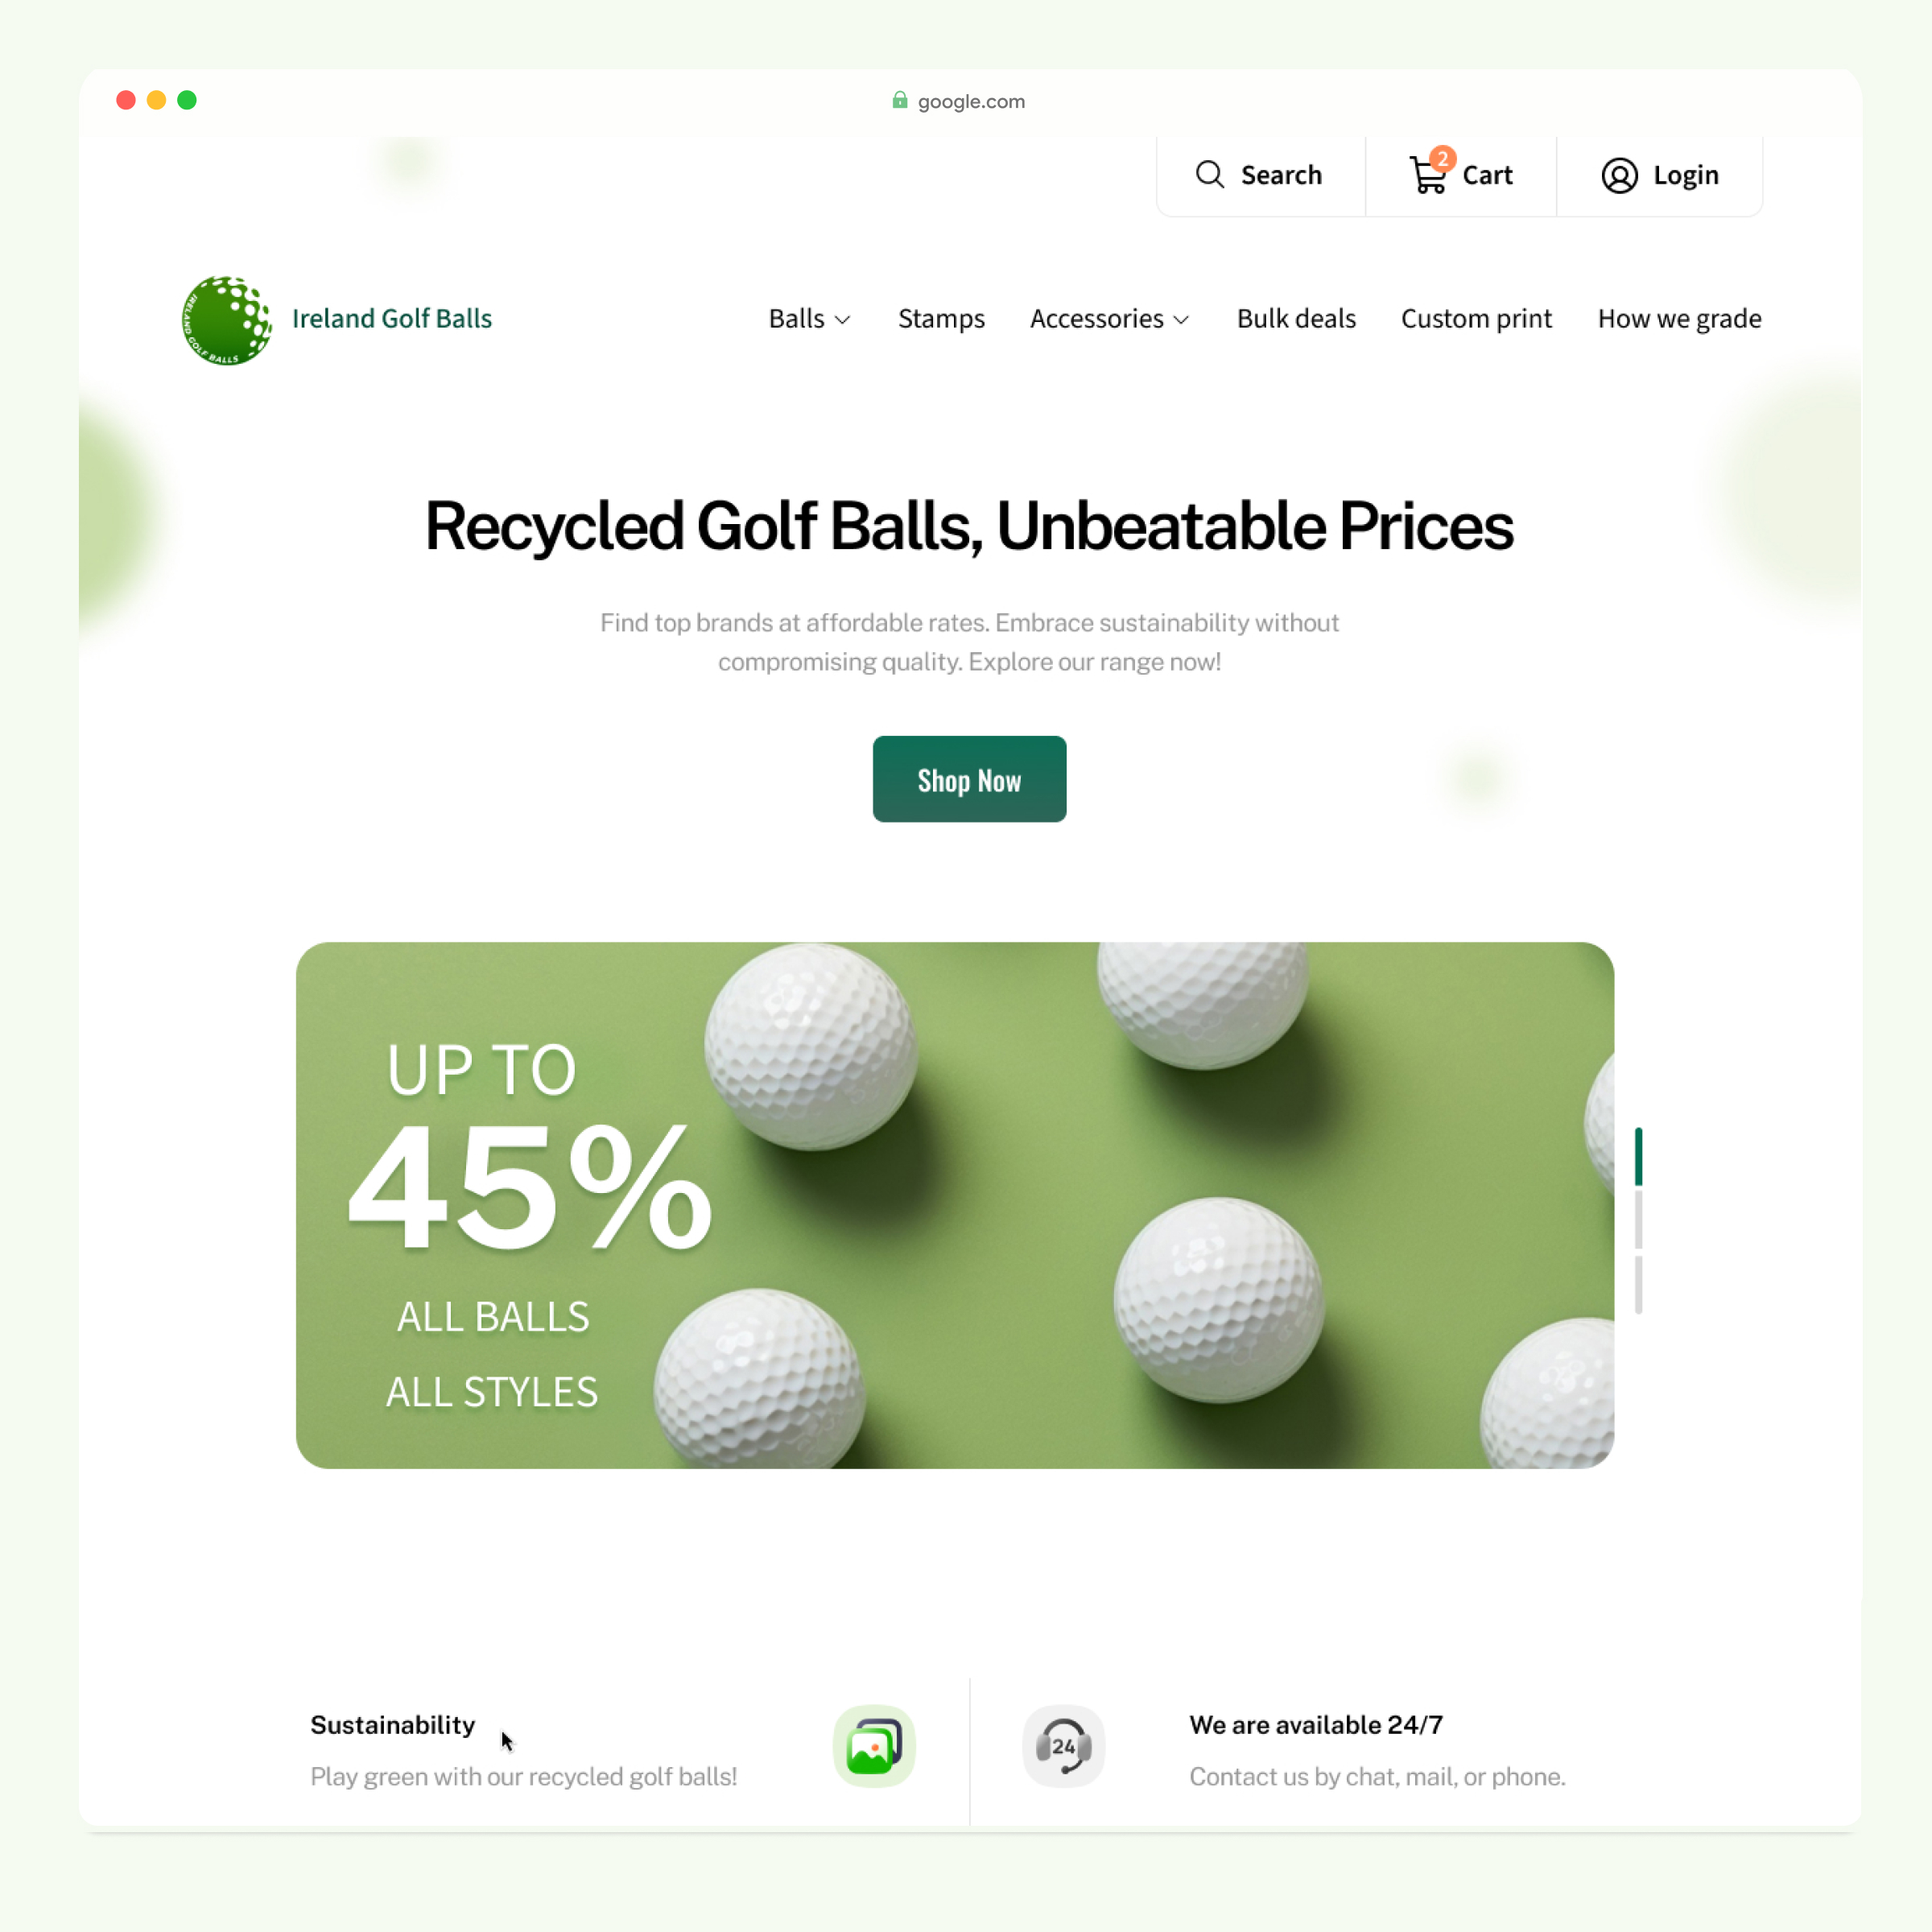 google.com
Search
2
Cart
Login
IRELAND GOLF BALLS
Ireland Golf Balls
Balls
Stamps
Accessories
Bulk deals
Custom print
How we grade
Recycled Golf Balls, Unbeatable Prices
Find top brands at affordable rates. Embrace sustainability without
compromising quality. Explore our range now!
Shop Now
UP TO
45%
ALL BALLS
ALL STYLES
Sustainability
Play green with our recycled golf balls!
24
We are available 24/7
Contact us by chat, mail, or phone.